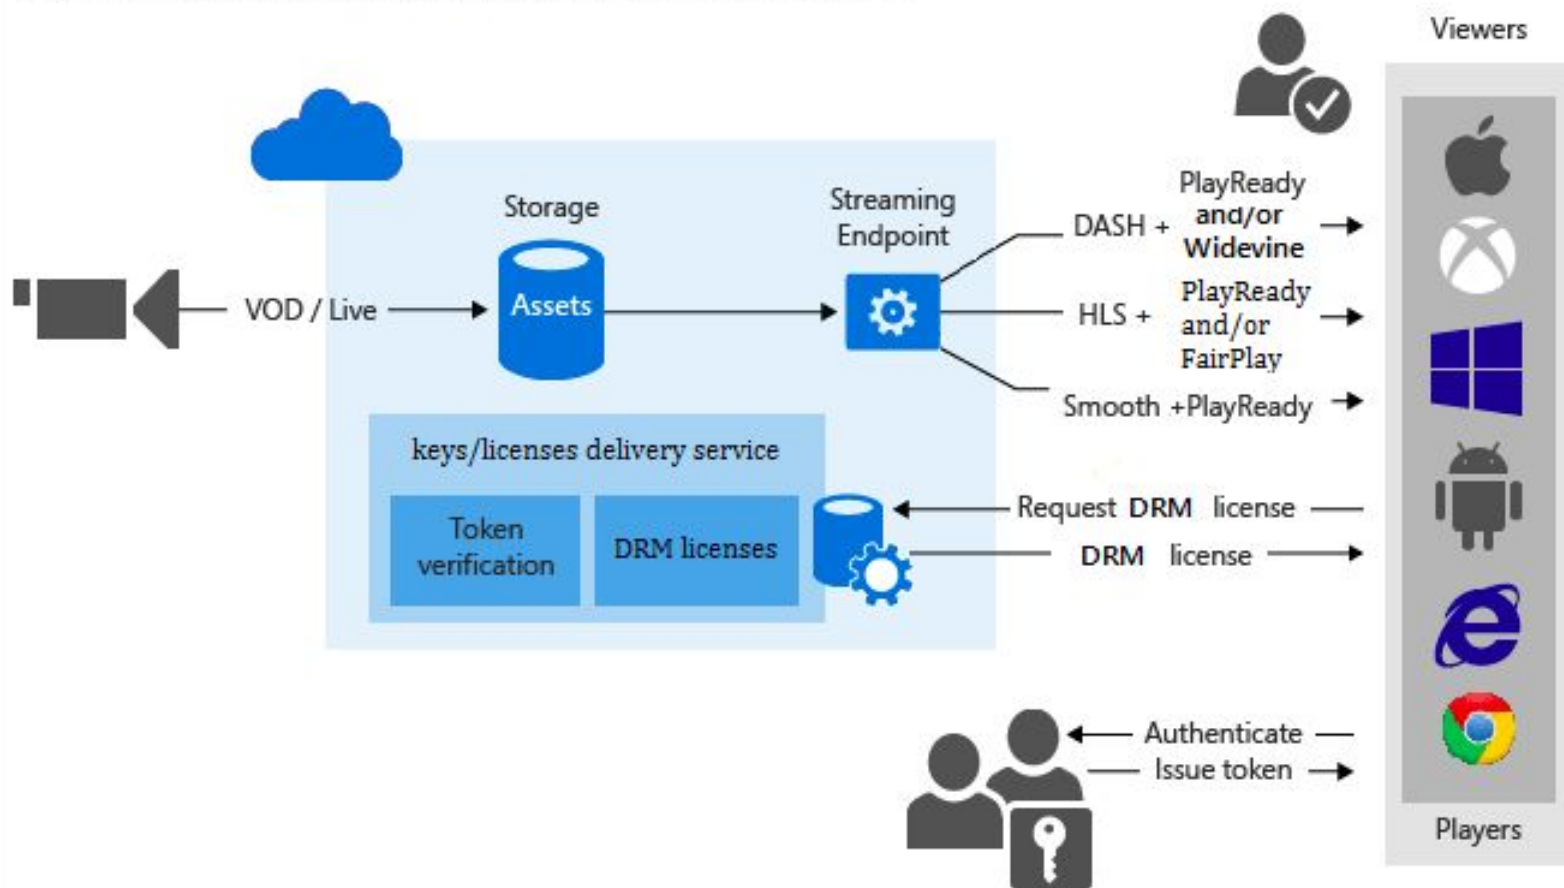 Viewers
Storage
Assets
Streaming
Endpoint
VOD / Live
DASH +
PlayReady
and/or
Widevine
HLS +
PlayReady
and/or
FairPlay
Smooth +PlayReady
keys/licenses delivery service
Token
verification
DRM licenses
Request DRM license
DRM license
Authenticate
Issue token
Players